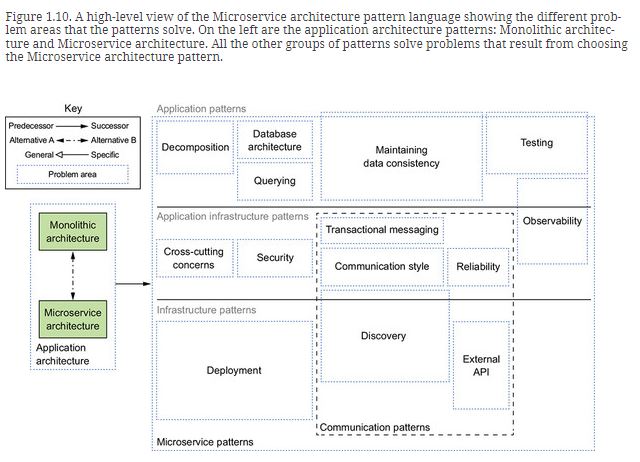 Figure 1.10. A high-level view of the Microservice architecture pattern language showing the different prob-
lem areas that the patterns solve. On the left are the application architecture patterns: Monolithic architec-
ture and Microservice architecture. All the other groups of patterns solve problems that result from choosing
the Microservice architecture pattern.
Key
Predecessor
Successor
Alternative A
Alternative B
General
Specific
Problem area
Monolithic
architecture
Microservice
architecture
Application
architecture
Application patterns
Decomposition
Database
architecture
Querying
Maintaining
data consistency
Testing
Application infrastructure patterns
Cross-cutting
concerns
Security
Transactional messaging
Communication style
Reliability
Observability
Infrastructure patterns
Deployment
Discovery
External
API
Communication patterns
Microservice patterns